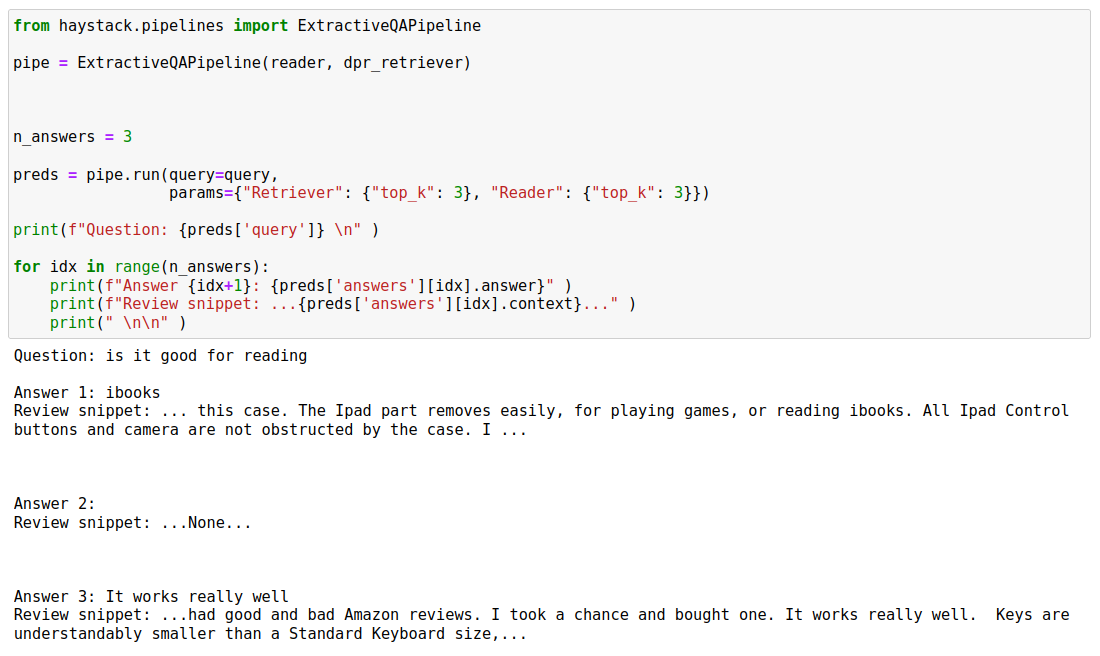 from haystack.pipelines import ExtractiveQAPipeline
pipe = ExtractiveQAPipeline(reader, dpr_retriever)
n_answers = 3
preds = pipe.run(query=query,
                 params={"Retriever": {"top_k": 3}, "Reader": {"top_k": 3}})
print(f"Question: {preds['query']} \n" )
for idx in range(n_answers):
    print(f"Answer {idx+1}: {preds['answers'][idx].answer}" )
    print(f"Review snippet: ...{preds['answers'][idx].context}..." )
    print(" \n\n" )
Question: is it good for reading
Answer 1: ibooks
Review snippet: ... this case. The Ipad part removes easily, for playing games, or reading ibooks. All Ipad Control
buttons and camera are not obstructed by the case. I ...
Answer 2:
Review snippet: ...None...
Answer 3: It works really well
Review snippet: ...had good and bad Amazon reviews. I took a chance and bought one. It works really well.  Keys are
understandably smaller than a Standard Keyboard size,...